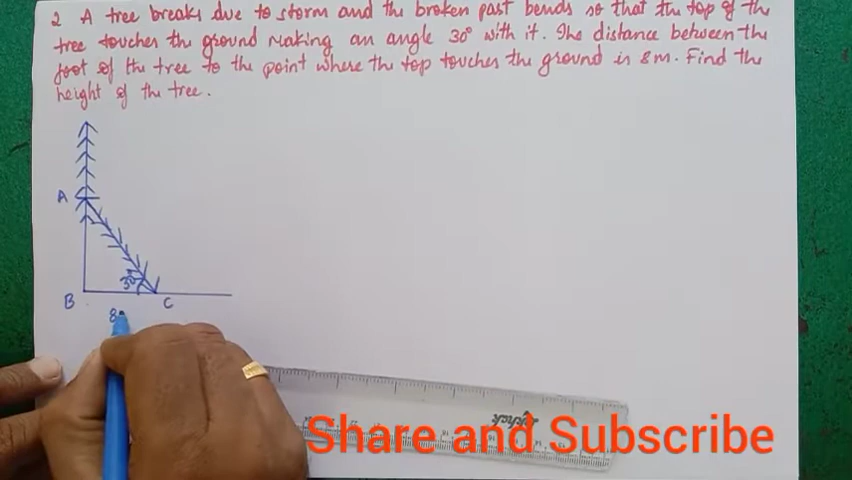 2 A tree breaks due to storm and the broken part bends so that the top of the
tree touches the ground making an angle 30° with it. The distance between the
foot of the tree to the point where the top touches the ground is 8m. Find the
height of the tree.
A
30°
B
C
8
Share and Subscribe